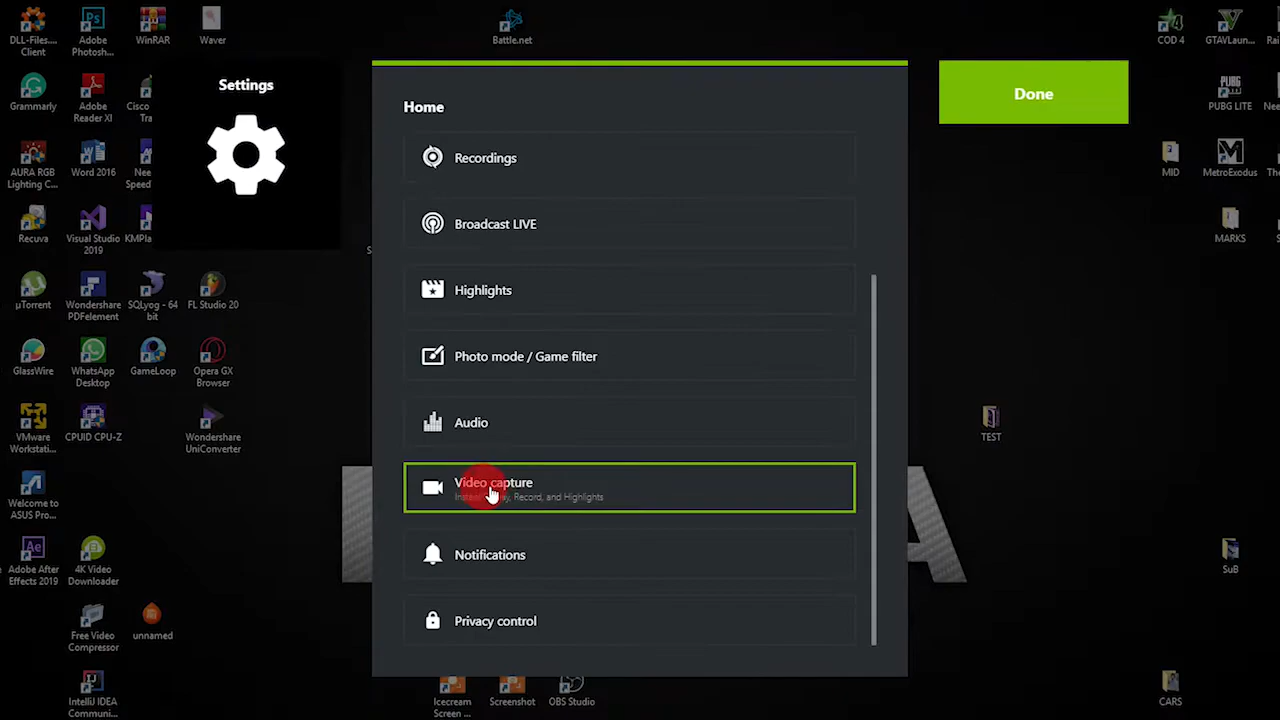 DLL-Files....
Client
Adobe
Photosh...
WinRAR
Waver
Battle.net
COD 4
GTAVLaun...
Settings
Home
Done
Grammarly
Adobe
Reader XI
Cisco
Tra
PUBG LITE
Recordings
AURA RGB
Lighting C...
Word 2016
Nee
Speed
MID
MetroExodus
Broadcast LIVE
Recuva
Visual Studio
2019
KMPla
MARKS
Highlights
µTorrent
Wondershare
PDFelement
SQLyog - 64
bit
FL Studio 20
Photo mode / Game filter
GlassWire
WhatsApp
Desktop
GameLoop
Opera GX
Browser
Audio
VMware
Workstati...
CPUID CPU-Z
Wondershare
UniConverter
TEST
Video capture
Record, and Highlights
Welcome to
ASUS Pro...
Notifications
Adobe After
Effects 2019
4K Video
Downloader
SuB
Privacy control
Free Video
Compressor
unnamed
IntelliJ IDEA
Communi...
Icecream
Screen ...
Screenshot
OBS Studio
CARS